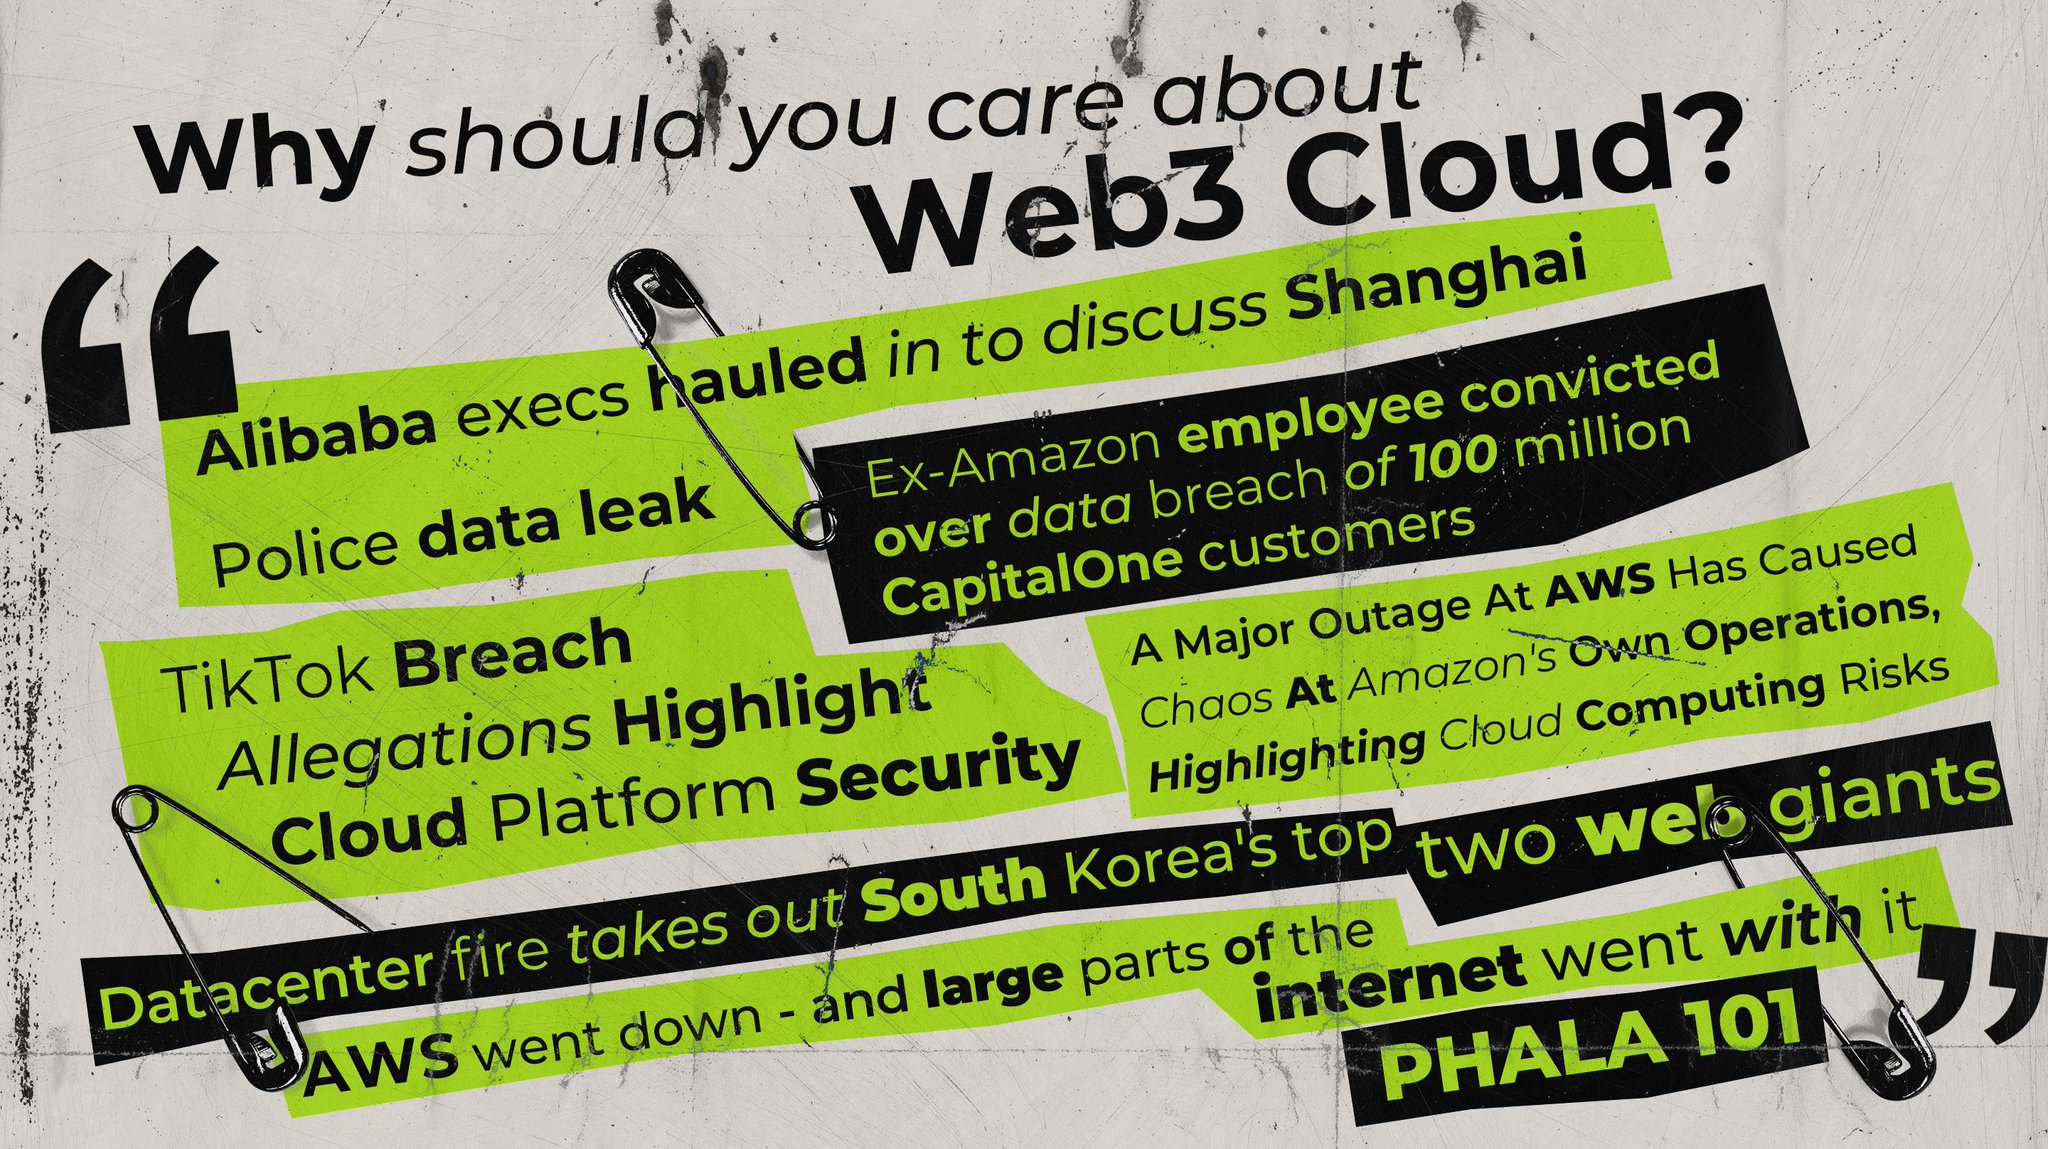 Why should you care about
Web3 Cloud?
“
Alibaba execs hauled in to discuss Shanghai
Police data leak
Ex-Amazon employee convicted
over data breach of 100 million
CapitalOne customers
TikTok Breach
Allegations Highlight
Cloud Platform Security
A Major Outage At AWS Has Caused
Chaos At Amazon's Own Operations,
Highlighting Cloud Computing Risks
Datacenter fire takes out South Korea's top
two web giants
AWS went down - and large parts of the
internet went with it
”
PHALA 101